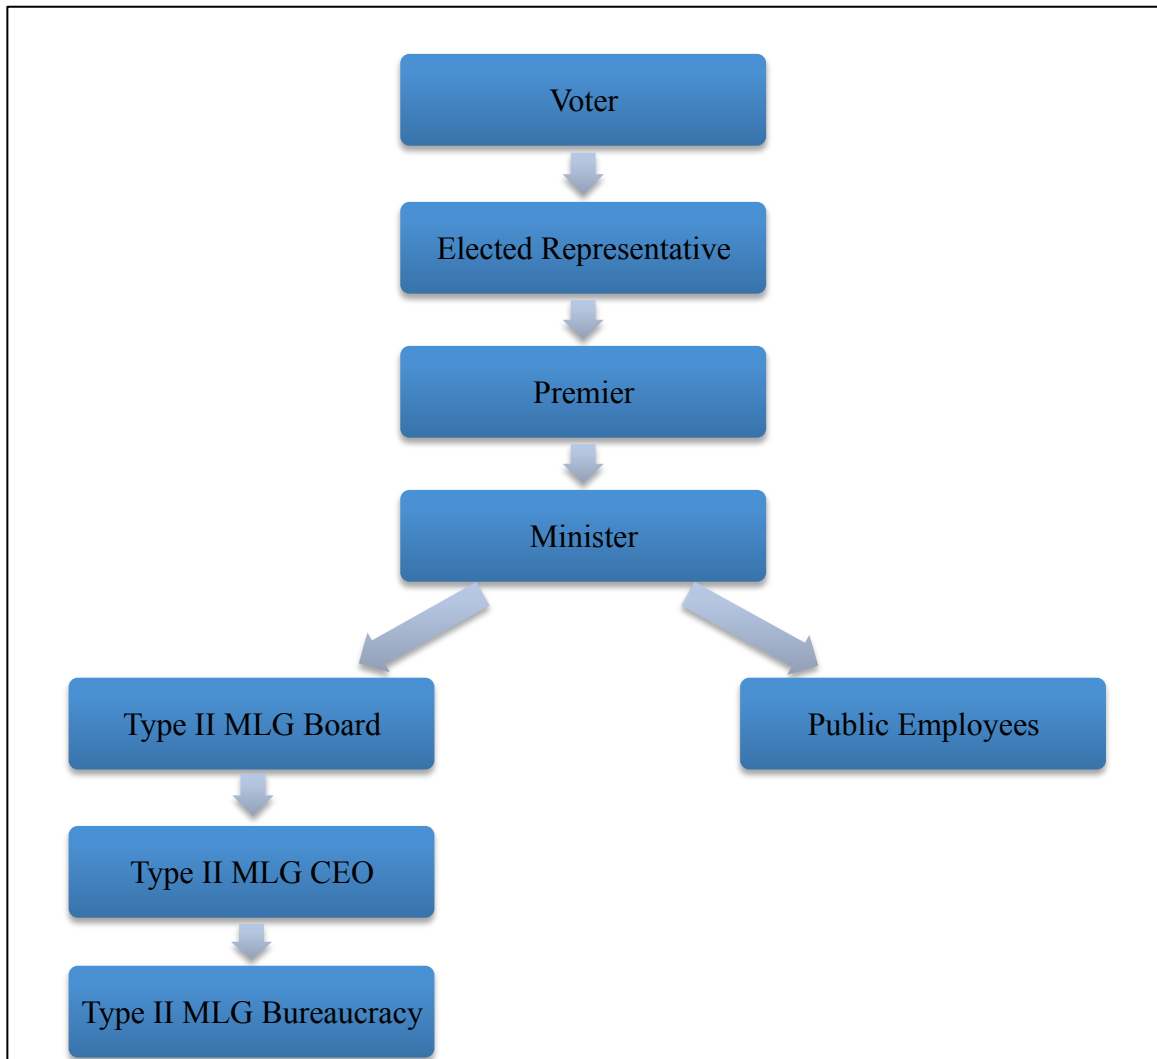 Voter
Elected Representative
Premier
Minister
Type II MLG Board
Public Employees
Type II MLG CEO
Type II MLG Bureaucracy